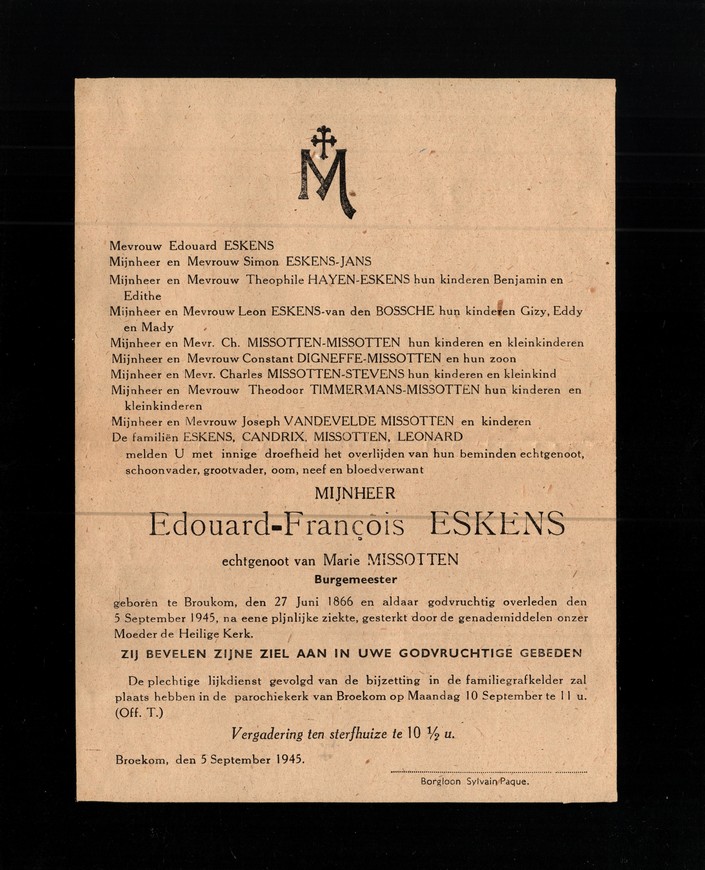 M
Mevrouw Edouard ESKENS
Mijnheer en Mevrouw Simon ESKENS-JANS
Mijnheer en Mevrouw Theophile HAYEN-ESKENS hun kinderen Benjamin en
Edithe
Mijnheer en Mevrouw Leon ESKENS-van den BOSSCHE hun kinderen Gizy, Eddy
en Mady
Mijnheer en Mevr. Ch. MISSOTTEN-MISSOTTEN hun kinderen en kleinkinderen
Mijnheer en Mevrouw Constant DIGNEFFE-MISSOTTEN en hun zoon
Mijnheer en Mevr. Charles MISSOTTEN-STEVENS hun kinderen en kleinkind
Mijnheer en Mevrouw Theodoor TIMMERMANS-MISSOTTEN hun kinderen en
kleinkinderen
Mijnheer en Mevrouw Joseph VANDEVELDE MISSOTTEN en kinderen
De familiën ESKENS, CANDRIX, MISSOTTEN, LEONARD
melden U met innige droefheid het overlijden van hun beminden echtgenoot,
schoonvader, grootvader, oom, neef en bloedverwant
MIJNHEER
Edouard-François ESKENS
echtgenoot van Marie MISSOTTEN
Burgemeester
geboren te Broukom, den 27 Juni 1866 en aldaar godvruchtig overleden den
5 September 1945, na eene pljnlijke ziekte, gesterkt door de genademiddelen onzer
Moeder de Heilige Kerk.
ZIJ BEVELEN ZIJNE ZIEL AAN IN UWE GODVRUCHTIGE GEBEDEN
De plechtige lijkdienst gevolgd van de bijzetting in de familiegrafkelder zal
plaats hebben in de parochiekerk van Broekom op Maandag 10 September te 11 u.
(Off. T.)
Vergadering ten sterfhuize te 10 ½ u.
Broekom, den 5 September 1945.
Borgloon Sylvain Paque.